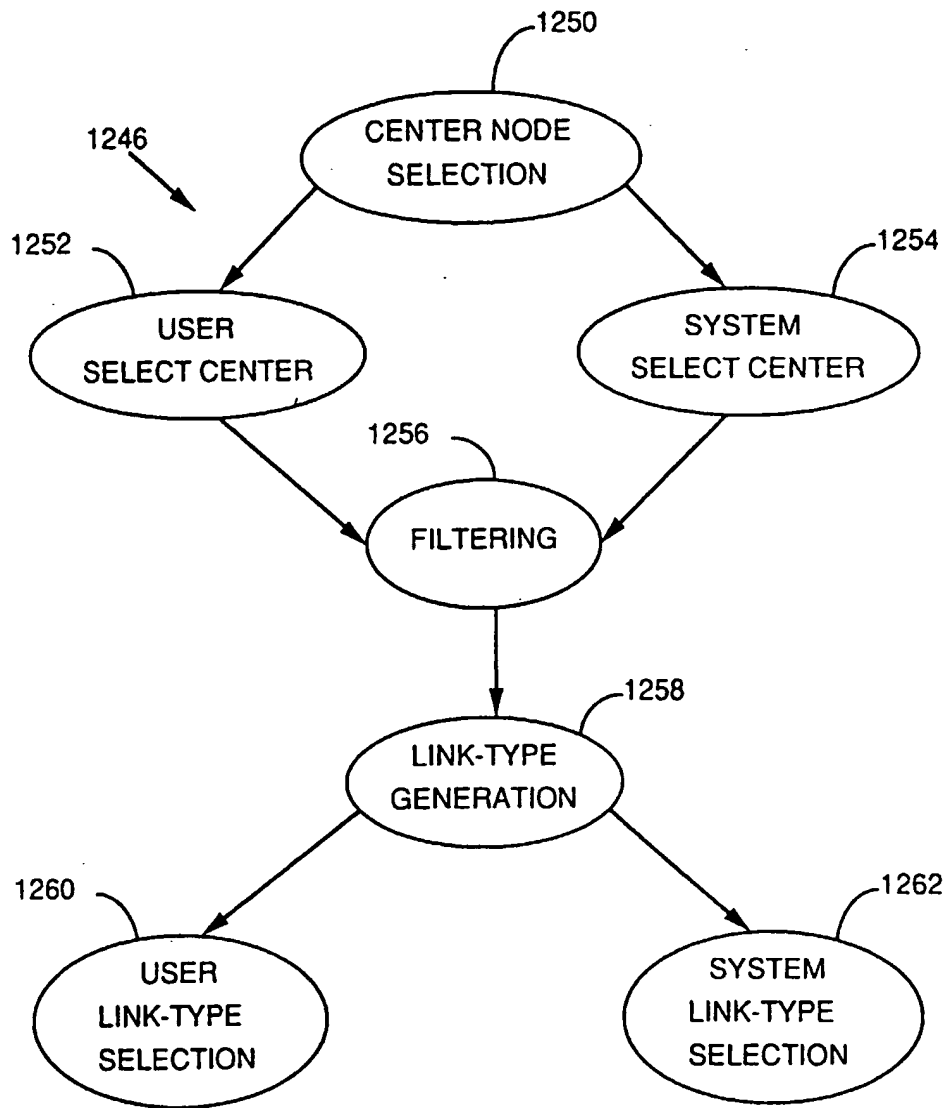 1250
CENTER NODE
SELECTION
1246
1252
USER
SELECT CENTER
1254
SYSTEM
SELECT CENTER
1256
FILTERING
1258
LINK-TYPE
GENERATION
1260
USER
LINK-TYPE
SELECTION
1262
SYSTEM
LINK-TYPE
SELECTION